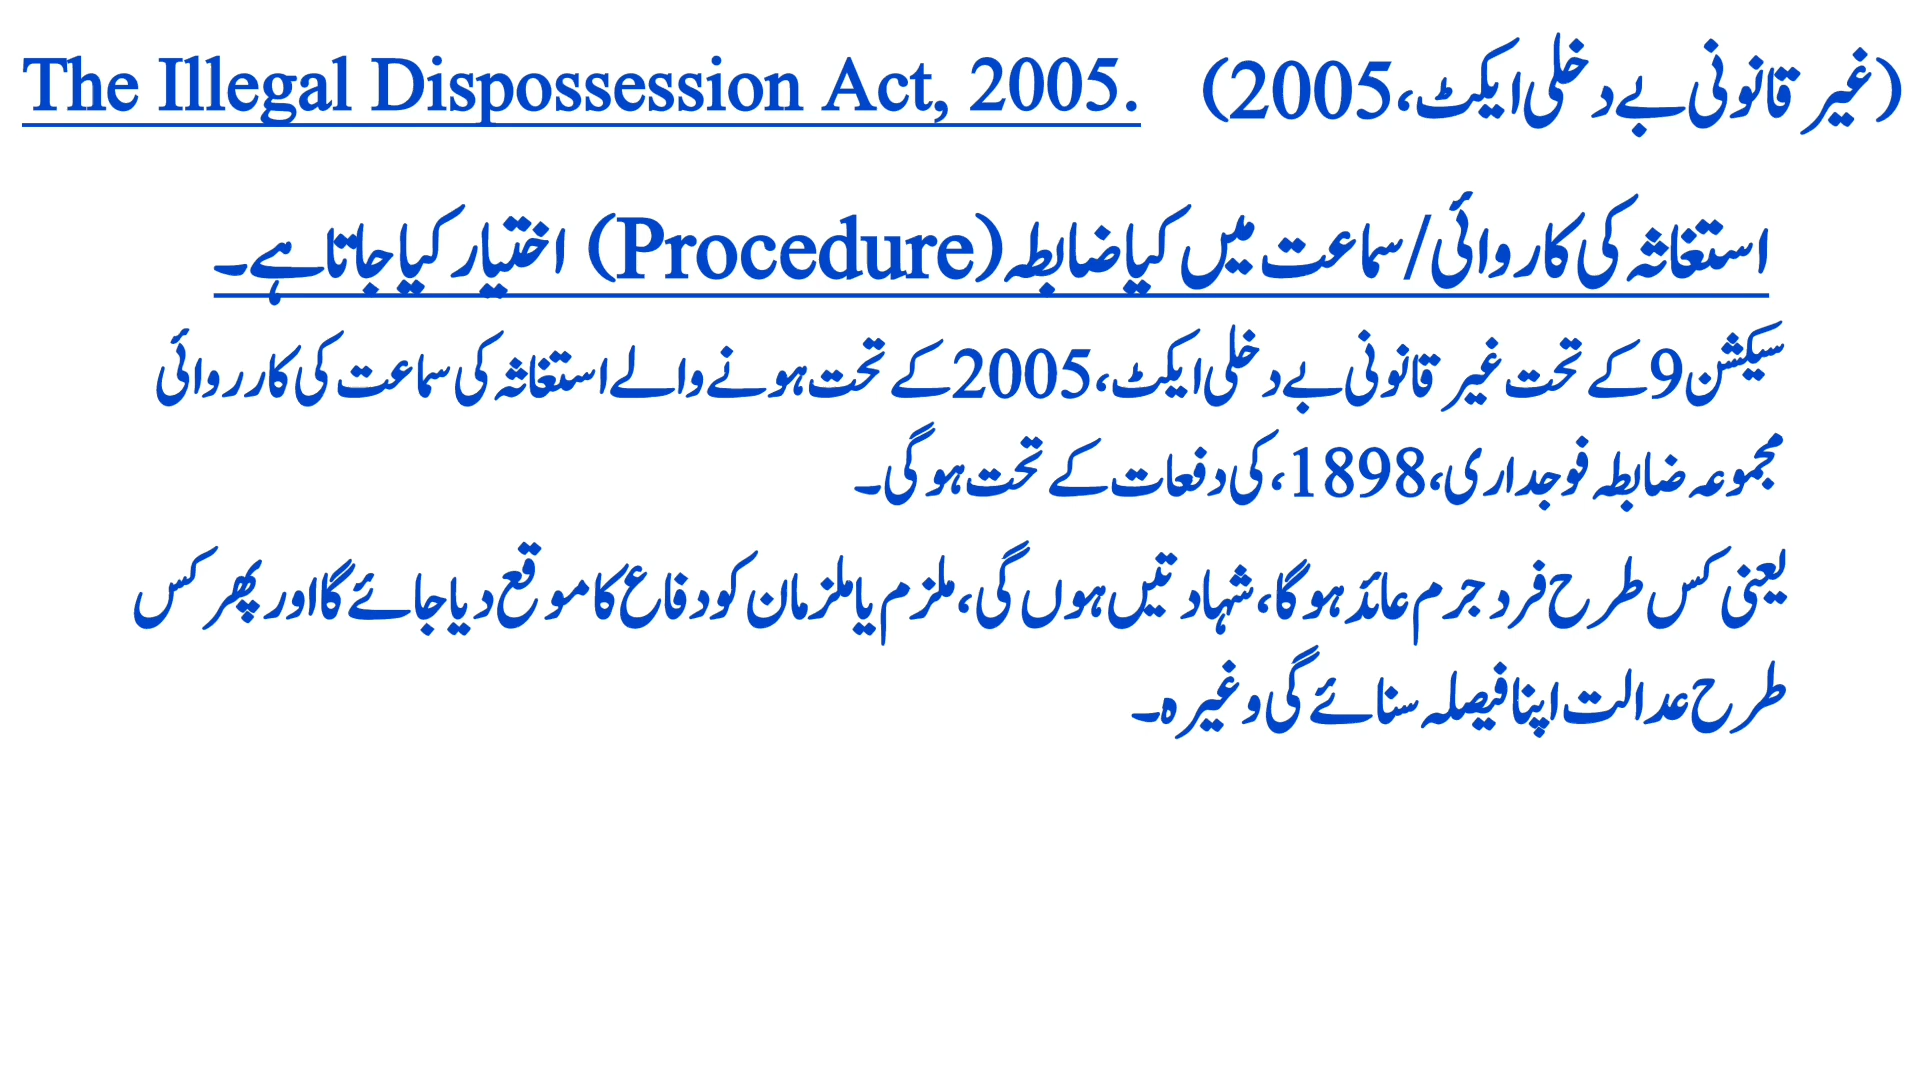 The Illegal Dispossession Act, 2005. (غیر قانونی بے دخلی ایکٹ، 2005)
استغاثہ کی کاروائی/سماعت میں کیا ضابطہ (Procedure) اختیار کیا جاتا ہے۔
سیکشن 9 کے تحت غیر قانونی بے دخلی ایکٹ، 2005 کے تحت ہونے والے استغاثہ کی سماعت کی کارروائی
مجموعہ ضابطہ فوجداری، 1898، کی دفعات کے تحت ہوگی۔
یعنی کس طرح فرد جرم عائد ہوگا، شہادتیں ہوں گی، ملزم یا ملزمان کو دفاع کا موقع دیا جائے گا اور پھر کس
طرح عدالت اپنا فیصلہ سنائے گی وغیرہ۔